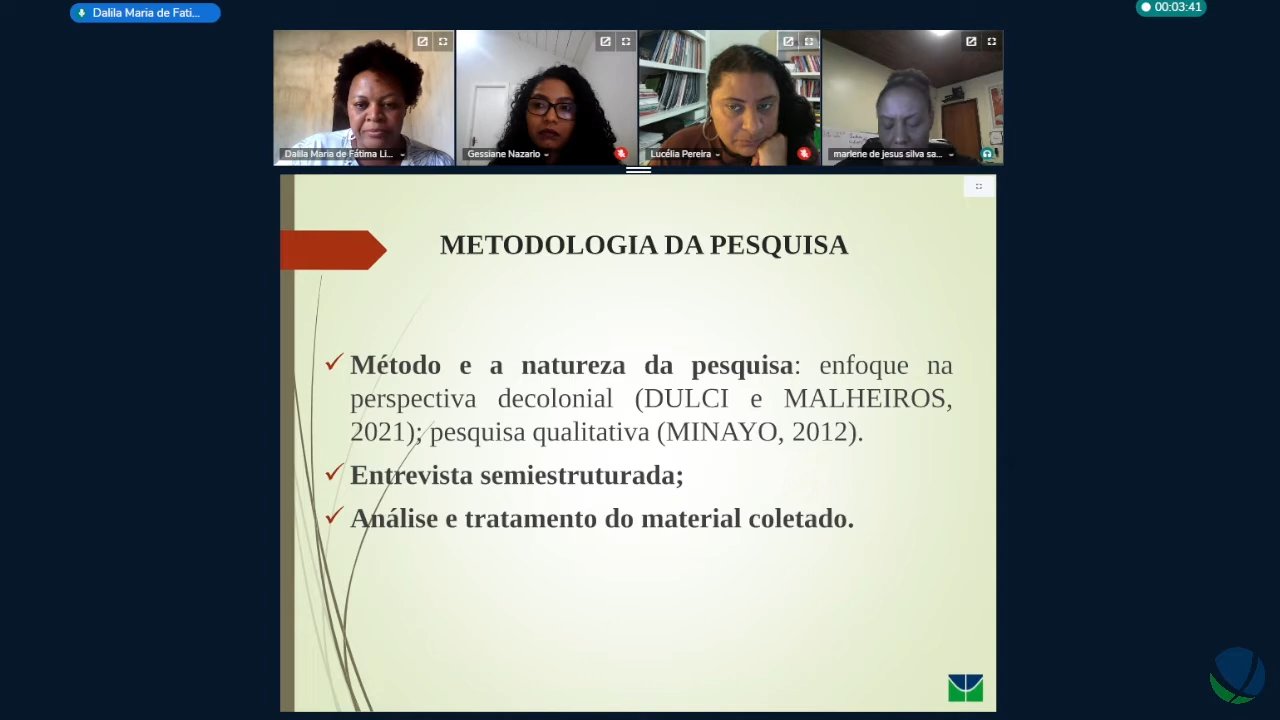 Dalila Maria de Fati...
00:03:41
Dalila Maria de Fátima Li...
Gessiane Nazario
Lucélia Pereira
marlene de jesus silva sa...
METODOLOGIA DA PESQUISA
Método e a natureza da pesquisa: enfoque na
perspectiva decolonial (DULCI e MALHEIROS,
2021); pesquisa qualitativa (MINAYO, 2012).
Entrevista semiestruturada;
Análise e tratamento do material coletado.